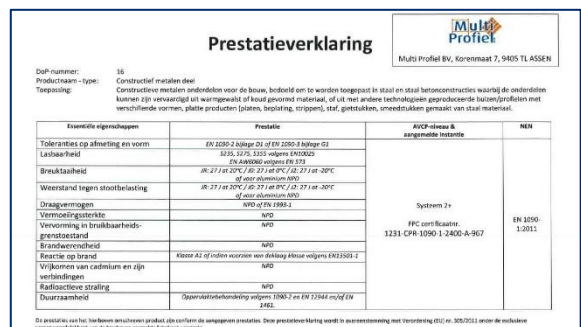 Prestatieverklaring
Multi
Profiel
Multi Profiel BV, Korenmaat 7, 9405 TL ASSEN
DoP-nummer: 16
Productnaam - type: Constructief metalen deel
Toepassing: Constructieve metalen onderdelen voor de bouw, bedoeld om te worden toegepast in staal en staal betonconstructies waarbij de onderdelen
kunnen zijn vervaardigd uit warmgewalst of koud gevormd materiaal, of uit met andere technologieën geproduceerde buizen/profielen met
verschillende vormen, platte producten (platen, beplating, strippen), staf, gietstukken, smeedstukken gemaakt van staal materiaal.
Essentiële eigenschappen Prestatie AVCP-niveau & aangemelde instantie NEN
Toleranties op afmeting en vorm EN 1090-2 bijlage D1 of EN 1090-3 bijlage G1
Lasbaarheid S235, S275, S355 volgens EN10025
EN AW6060 volgens EN 573
Breuktaaiheid JR: 27 J at 20°C / J0: 27 J at 0°C / J2: 27 J at -20°C
of voor aluminium NPD
Weerstand tegen stootbelasting JR: 27 J at 20°C / J0: 27 J at 0°C / J2: 27 J at -20°C
of voor aluminium NPD
Draagvermogen NPD of EN 1993-1
Vermoeiingssterkte NPD
Vervorming in bruikbaarheids-
grenstoestand NPD
Brandwerendheid NPD
Reactie op brand Klasse A1 of indien voorzien van deklaag klasse volgens EN13501-1
Vrijkomen van cadmium en zijn
verbindingen NPD
Radioactieve straling NPD
Duurzaamheid Oppervlaktebehandeling volgens 1090-2 en EN 12944 en/of EN
1461.
Systeem 2+
FPC certificaatnr.
1231-CPR-1090-1-2400-A-967
EN 1090-
1:2011
De prestaties van het hierboven omschreven product zijn conform de aangegeven prestaties. Deze prestatieverklaring wordt in overeenstemming met Verordening (EU) nr. 305/2011 onder de exclusieve